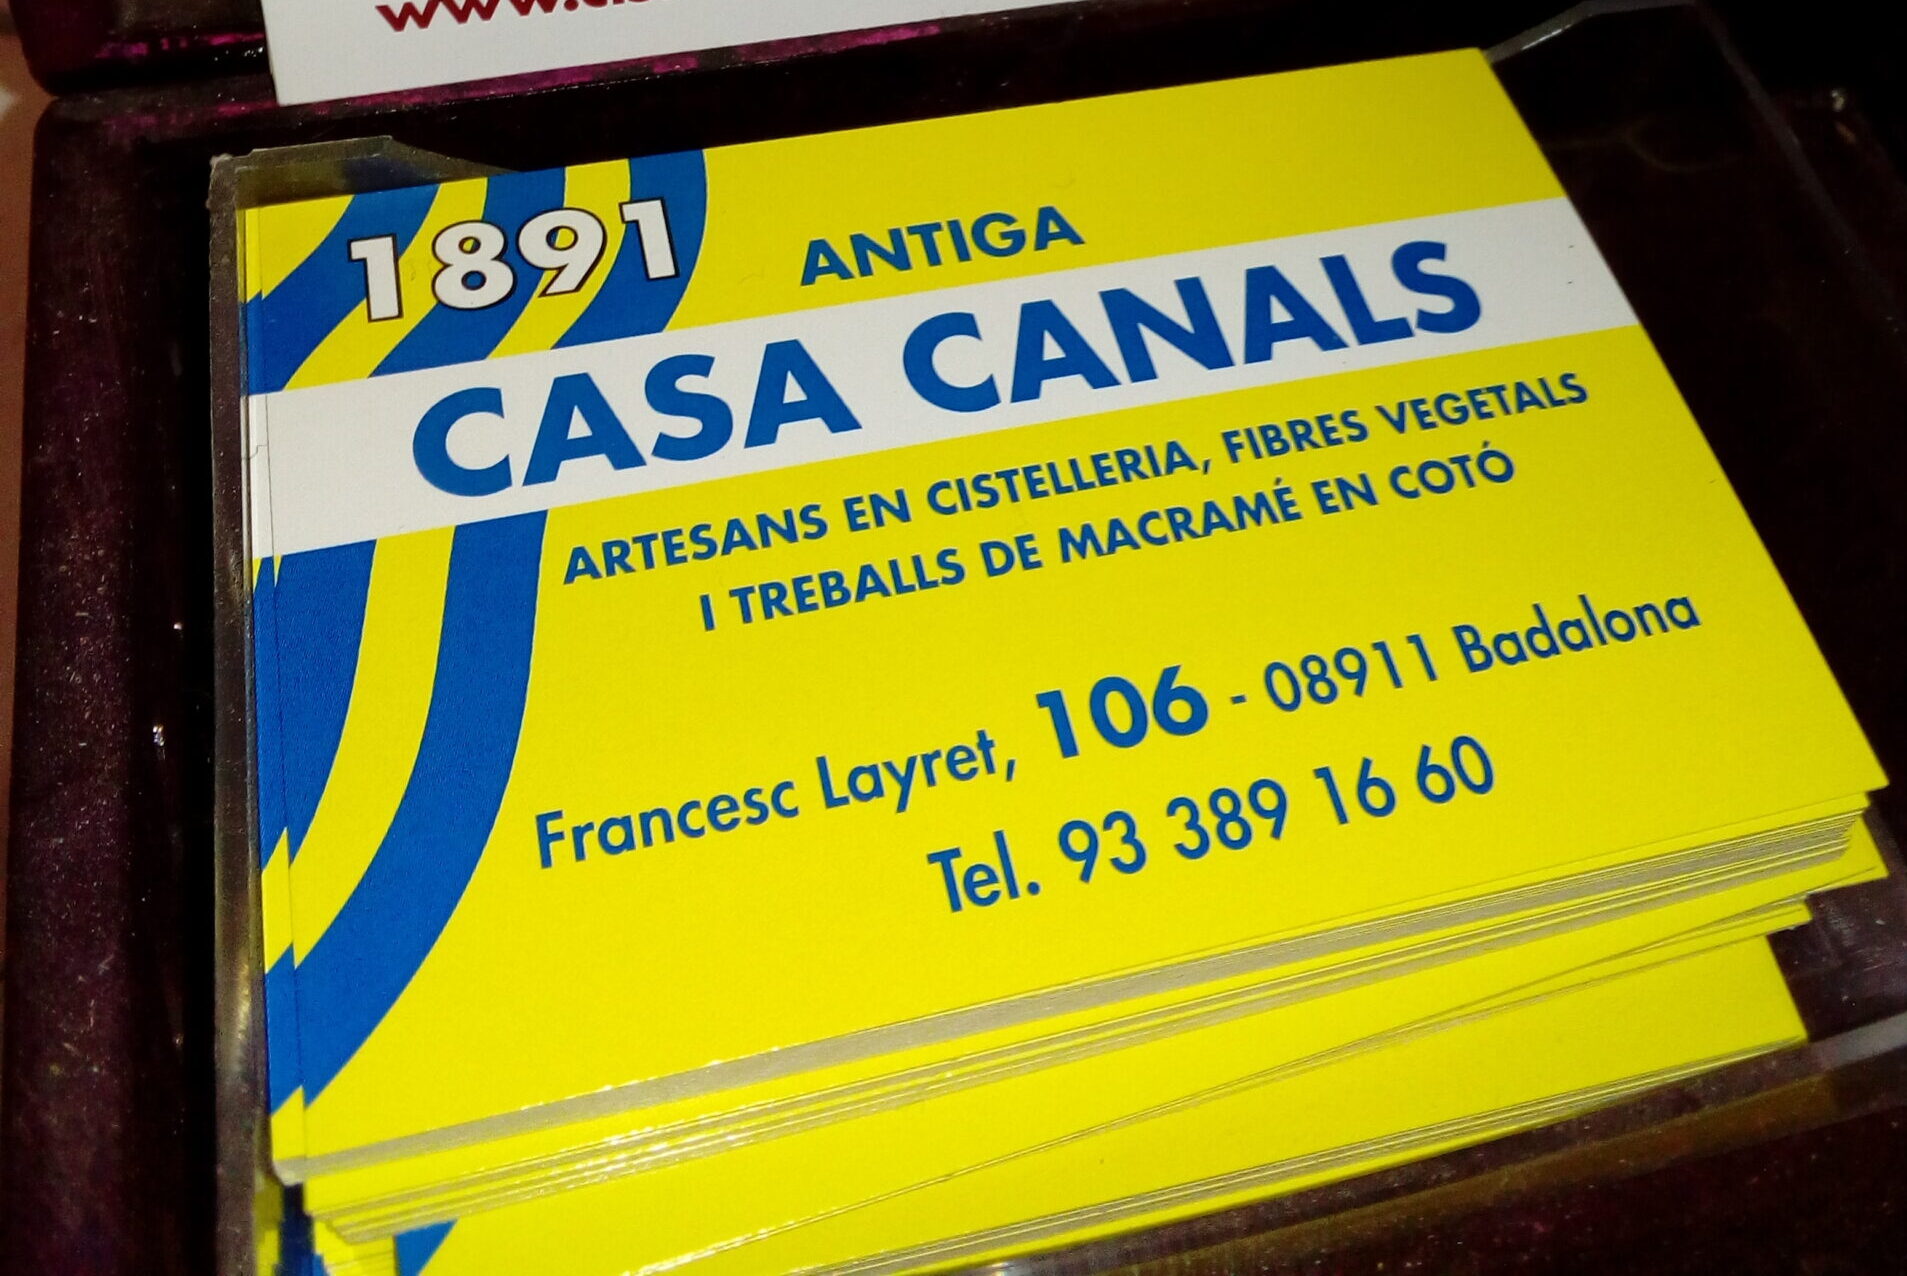 1891
ANTIGA
CASA CANALS
ARTESANS EN CISTELLERIA, FIBRES VEGETALS
I TREBALLS DE MACRAMÉ EN COTÓ
Francesc Layret, 106 - 08911 Badalona
Tel. 93 389 16 60